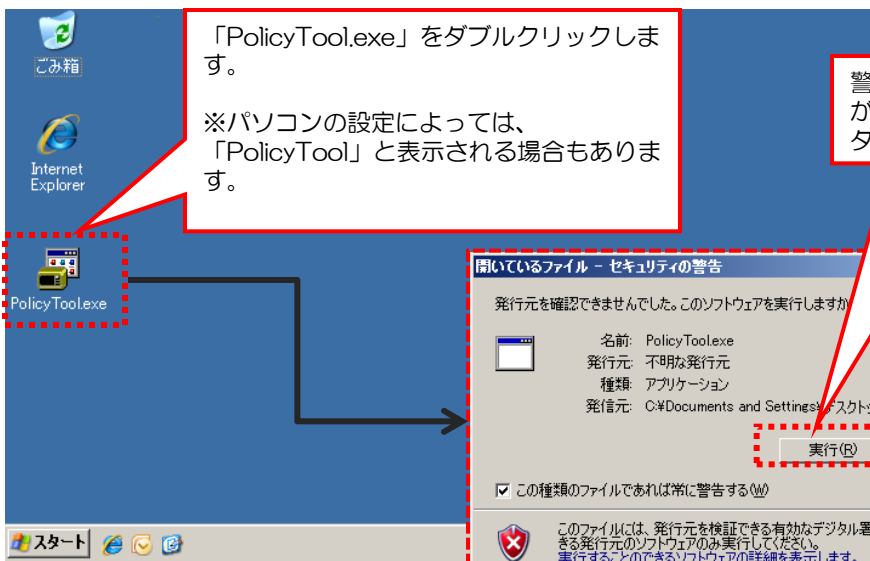 ごみ箱
Internet
Explorer
PolicyTool.exe
「PolicyTool.exe」をダブルクリックしま
す。
※パソコンの設定によっては、
「PolicyTool」と表示される場合もありま
す。
警
が
タ
開いているファイル - セキュリティの警告
発行元を確認できませんでした。このソフトウェアを実行しますか
名前: PolicyTool.exe
発行元: 不明な発行元
種類: アプリケーション
発信元: C:¥Documents and Settings¥デスクト
実行(R)
この種類のファイルであれば常に警告する(W)
このファイルには、発行元を検証できる有効なデジタル署
きる発行元のソフトウェアのみ実行してください。
実行することのできるソフトウェアの詳細を表示します。
スタート